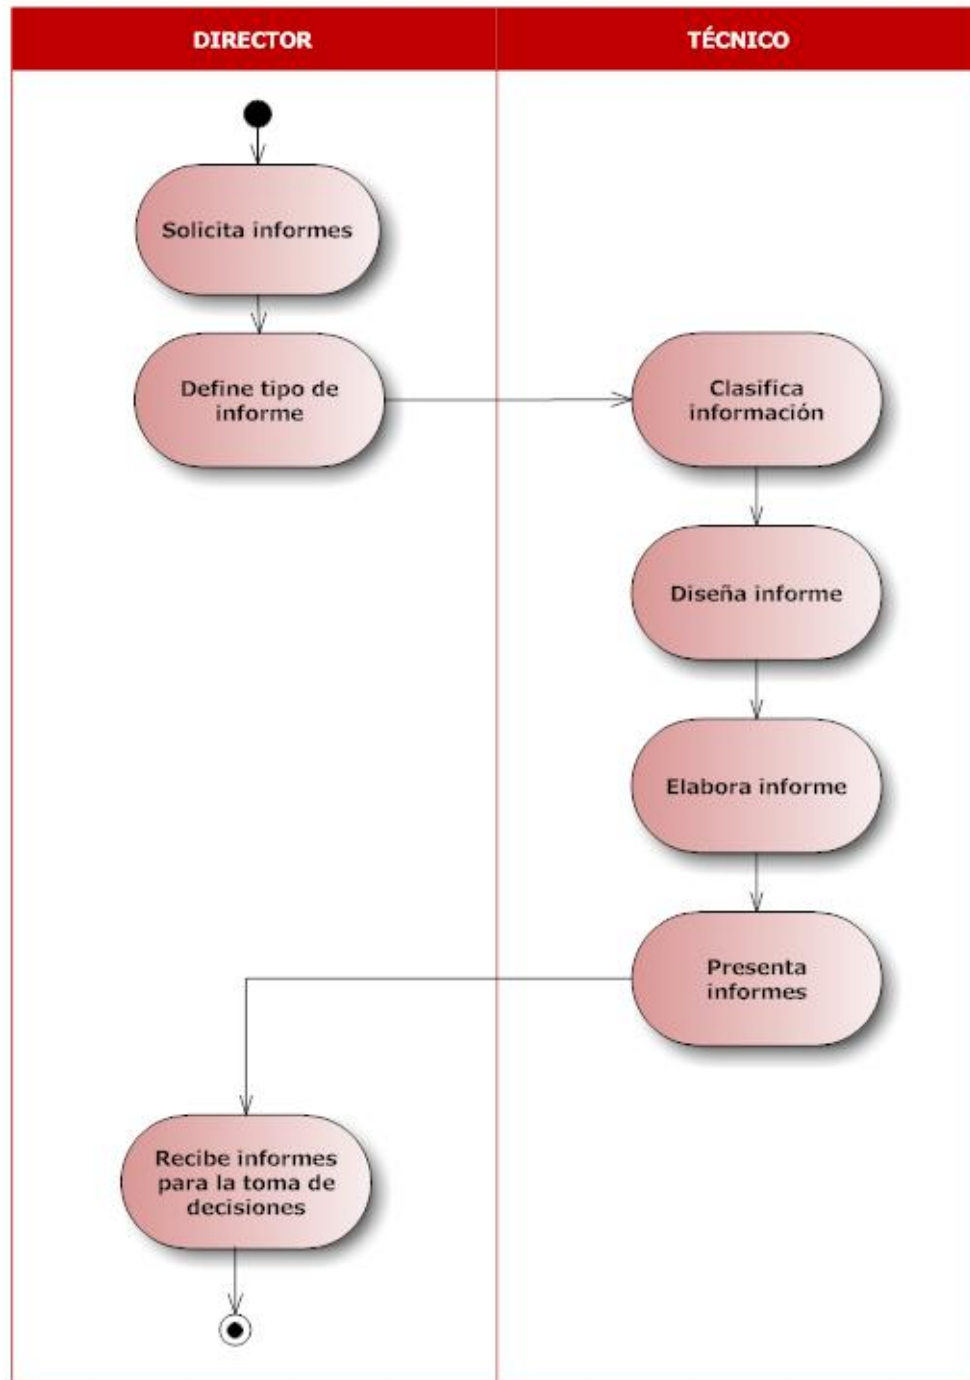 DIRECTOR
TÉCNICO
Solicita informes
Define tipo de
informe
Clasifica
información
Diseña informe
Elabora informe
Presenta
informes
Recibe informes
para la toma de
decisiones